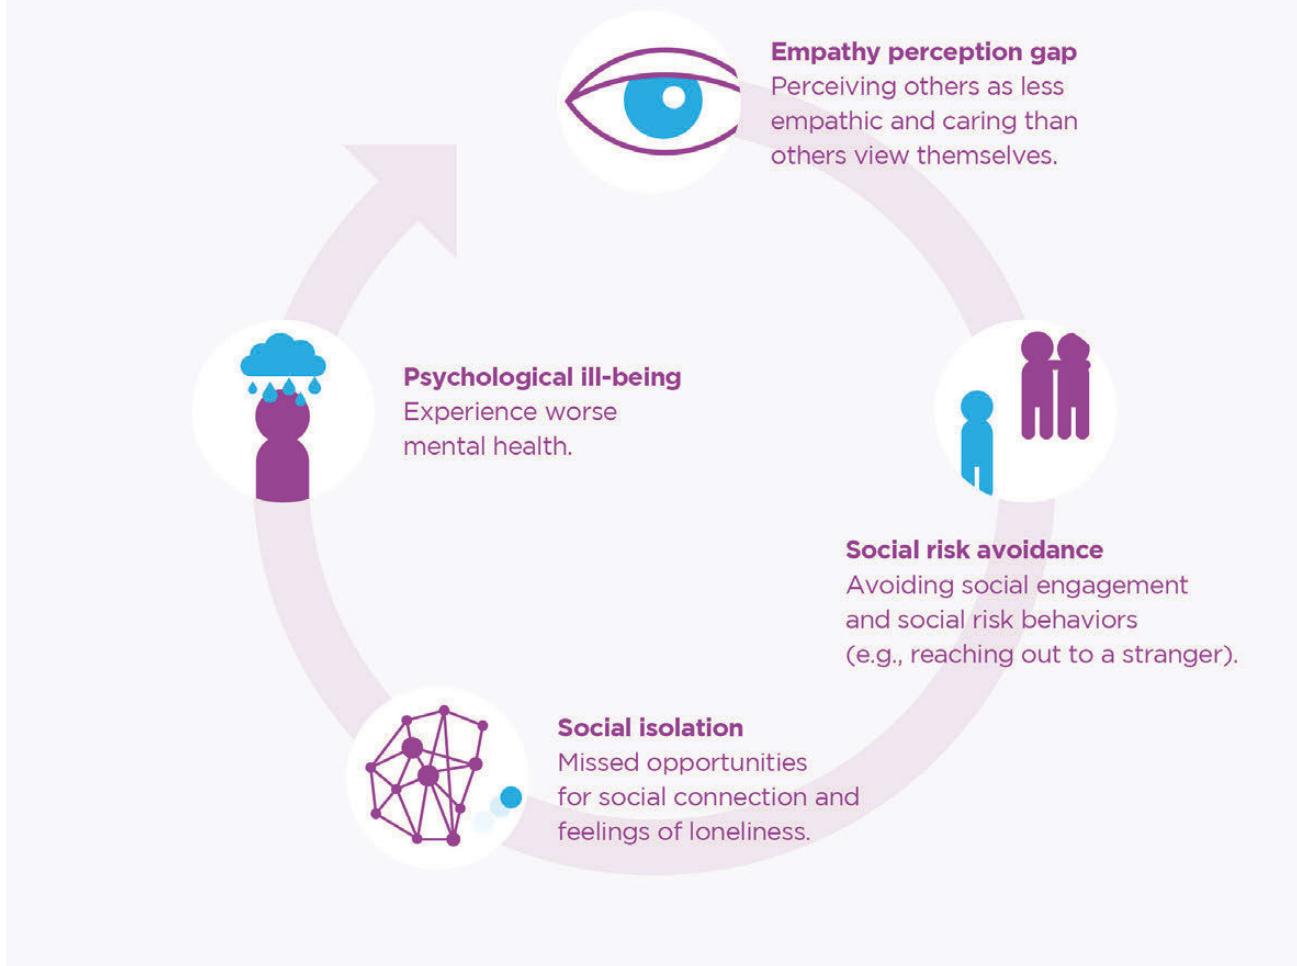 Empathy perception gap
Perceiving others as less
empathic and caring than
others view themselves.
Social risk avoidance
Avoiding social engagement
and social risk behaviors
(e.g., reaching out to a stranger).
Social isolation
Missed opportunities
for social connection and
feelings of loneliness.
Psychological ill-being
Experience worse
mental health.